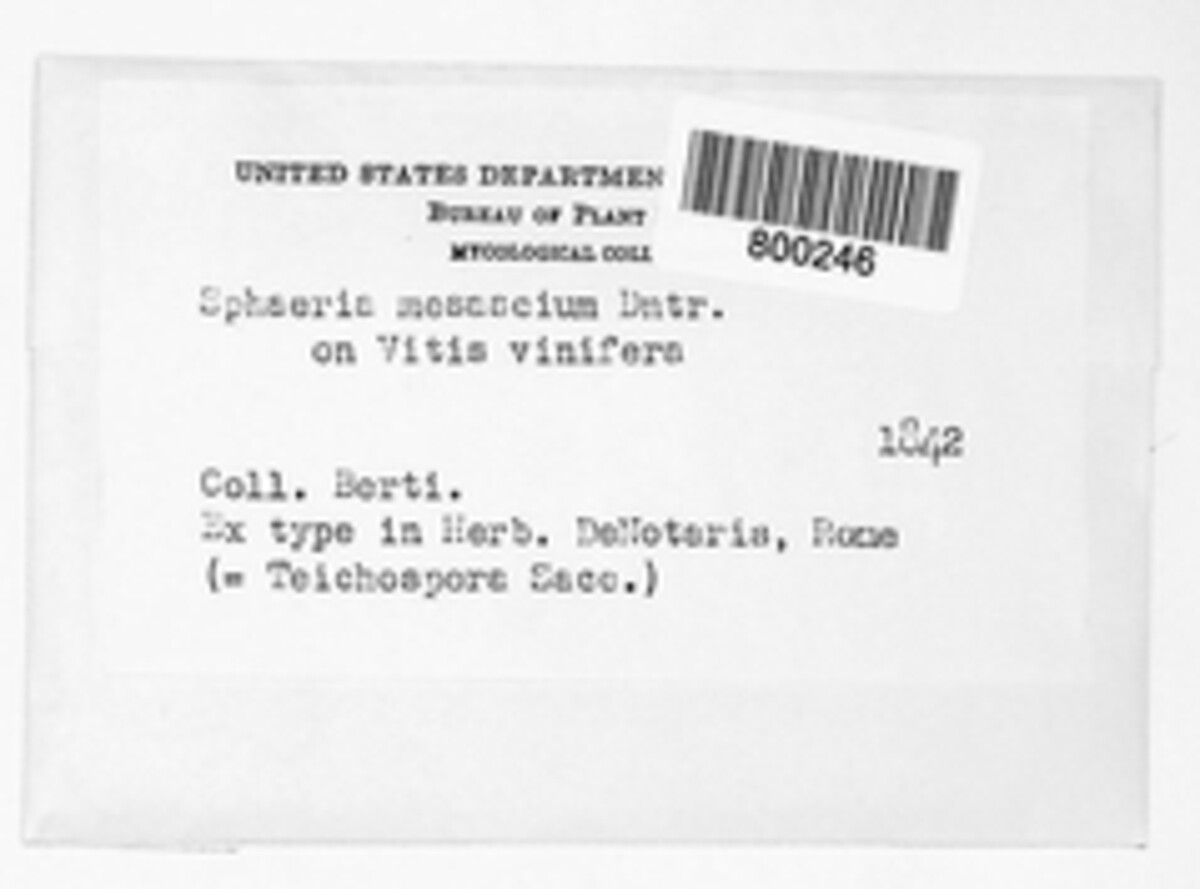 UNITED STATES DEPARTMEN
BUREAU OF PLANT
MYCOLOGICAL COLL
800246
Sphaeria mesascium Dntr.
on Vitis vinifera
1842
Coll. Berti.
Ex type in Herb. DeNotaris, Rome
(= Teichospora Sacc.)